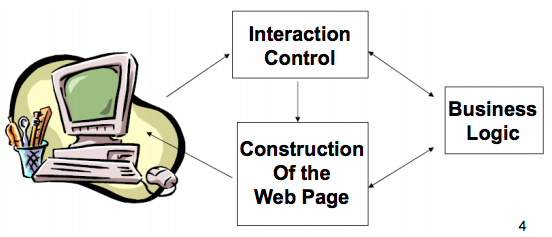 Interaction
Control
Business
Logic
Construction
Of the
Web Page
4